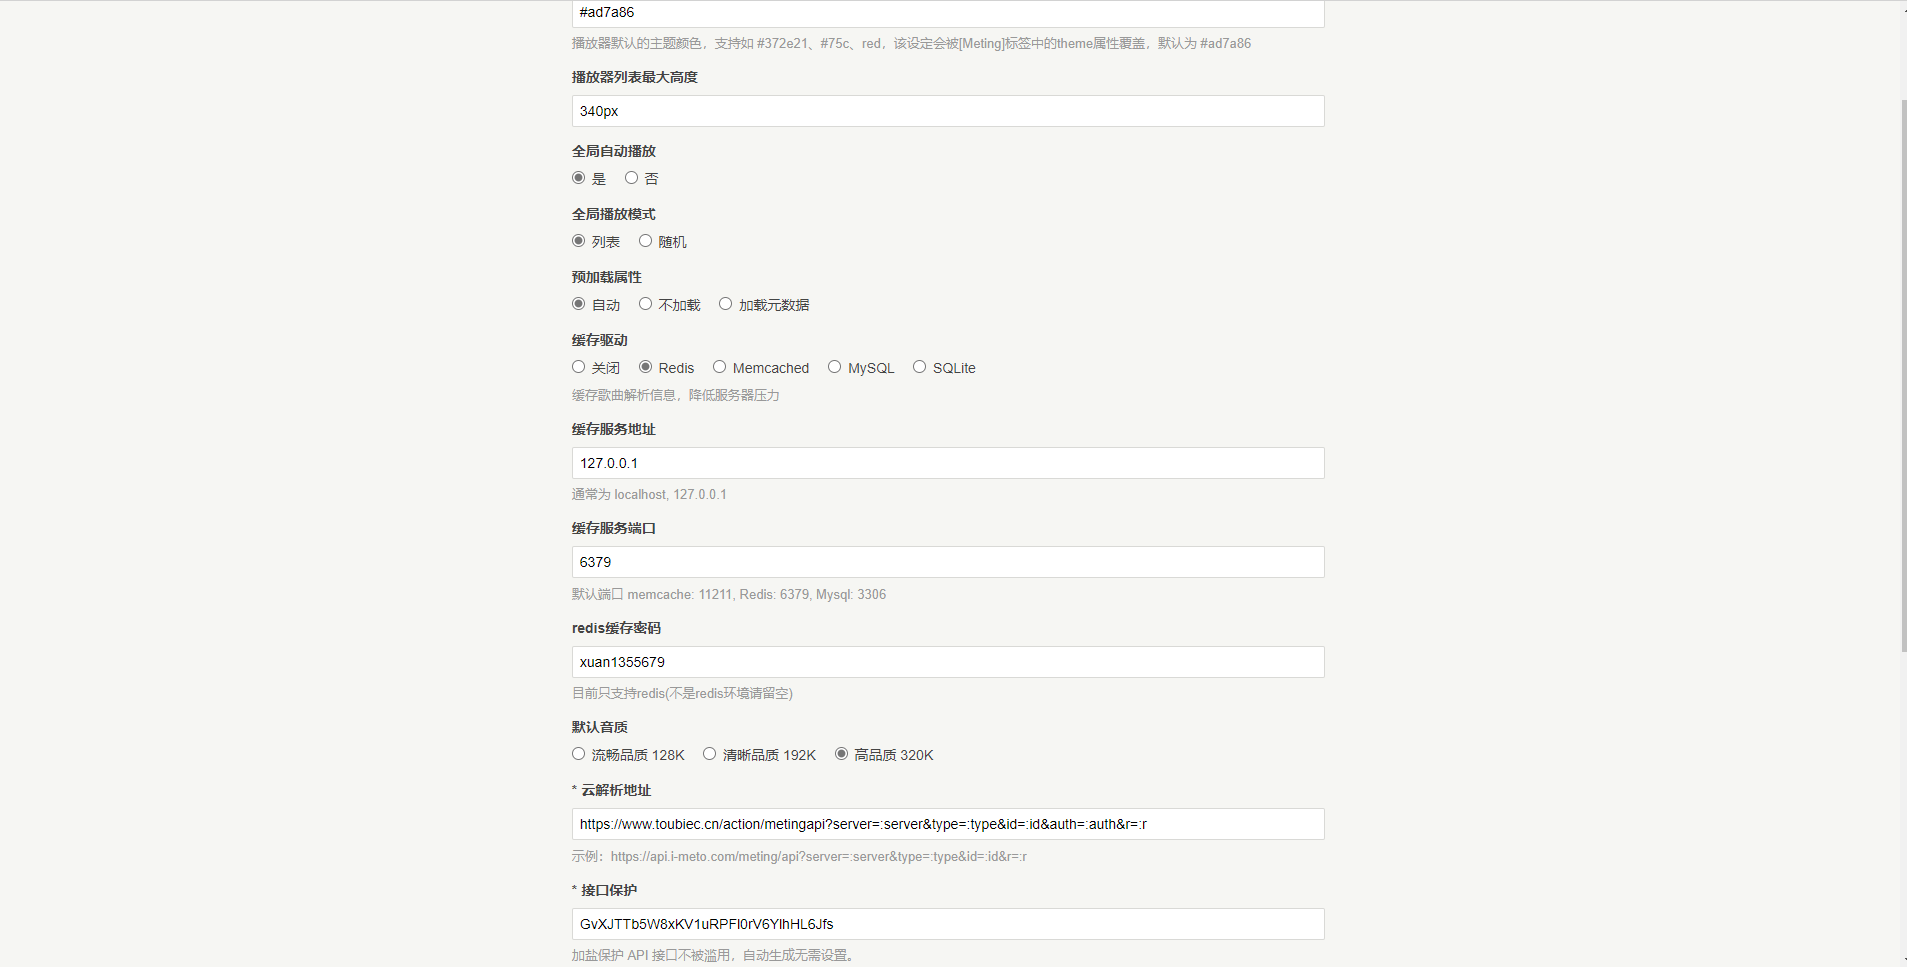 #ad7a86
播放器默认的主题颜色，支持如 #372e21、#75c、red，该设定会被[Meting]标签中的theme属性覆盖，默认为 #ad7a86
播放器列表最大高度
340px
全局自动播放
是 否
全局播放模式
列表 随机
预加载属性
自动 不加载 加载元数据
缓存驱动
关闭 Redis Memcached MySQL SQLite
缓存歌曲解析信息，降低服务器压力
缓存服务地址
127.0.0.1
通常为 localhost, 127.0.0.1
缓存服务端口
6379
默认端口 memcache: 11211, Redis: 6379, Mysql: 3306
redis缓存密码
xuan1355679
目前只支持redis(不是redis环境请留空)
默认音质
流畅品质 128K 清晰品质 192K 高品质 320K
* 云解析地址
https://www.toubiec.cn/action/metingapi?server=:server&type=:type&id=:id&auth=:auth&r=:r
示例：https://api.i-meto.com/meting/api?server=:server&type=:type&id=:id&r=:r
* 接口保护
GvXJTTb5W8xKV1uRPFI0rV6YlhHL6Jfs
加盐保护 API 接口不被滥用，自动生成无需设置。